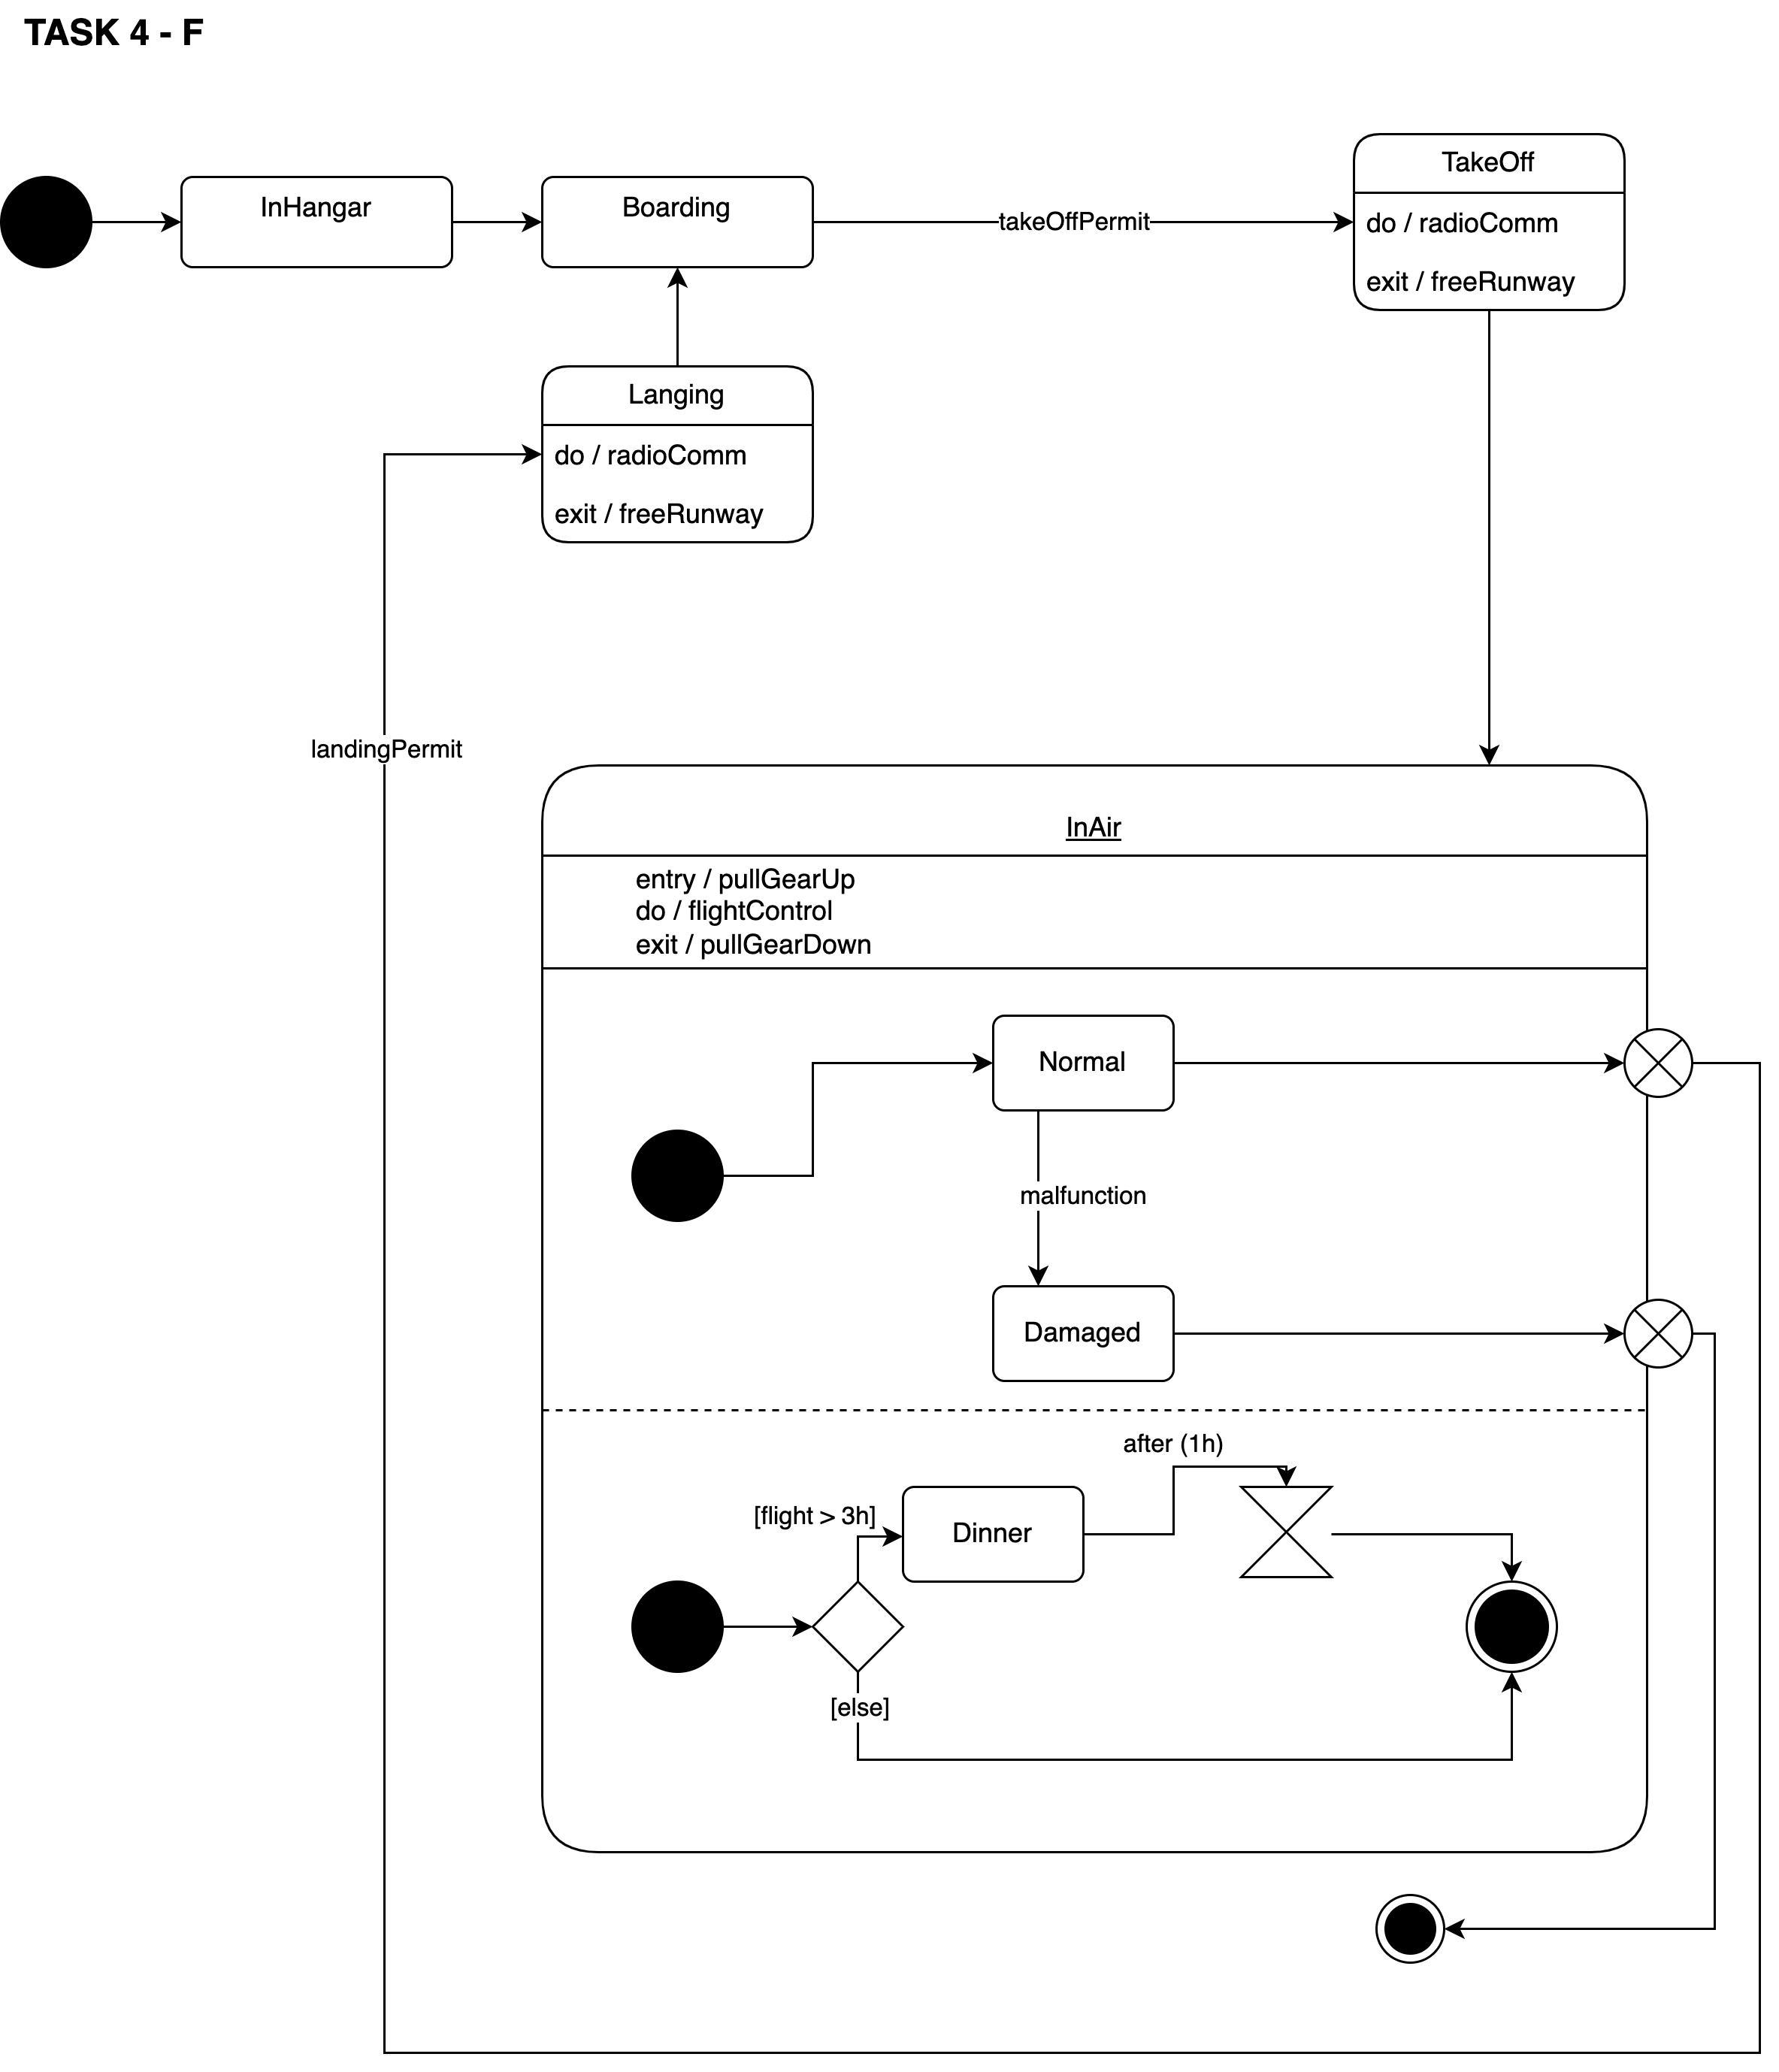 TASK 4 - F
InHangar
Boarding
takeOffPermit
TakeOff
do / radioComm
exit / freeRunway
Langing
do / radioComm
exit / freeRunway
landingPermit
InAir
entry / pullGearUp
do / flightControl
exit / pullGearDown
Normal
malfunction
Damaged
after (1h)
[flight > 3h]
Dinner
[else]